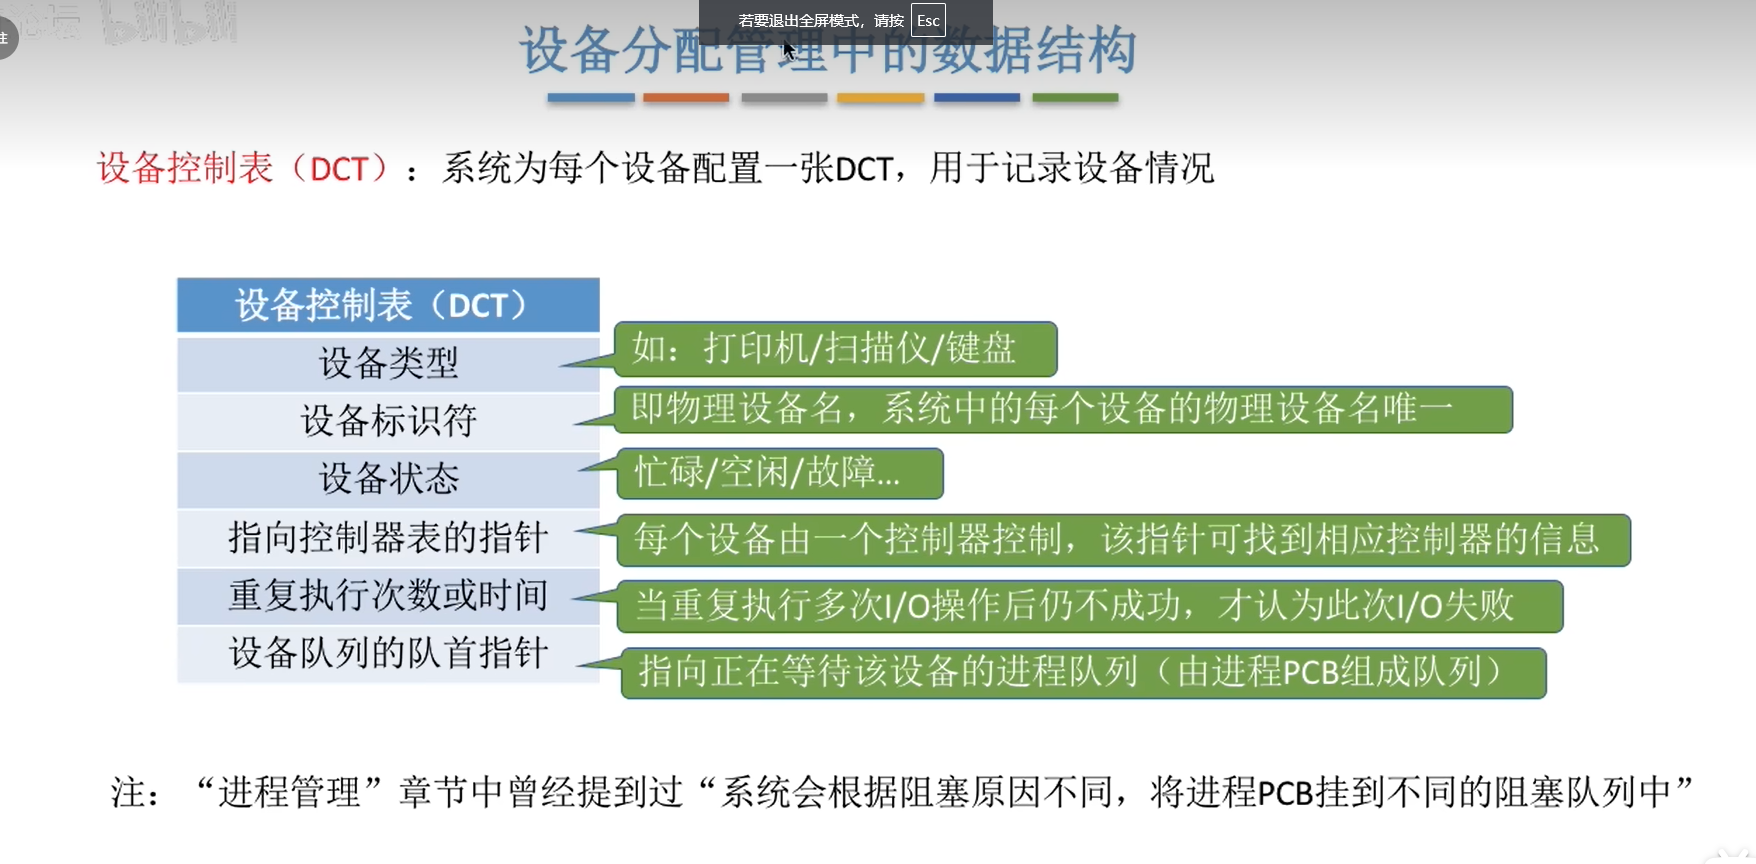 论坛 bilibili
注
若要退出全屏模式，请按 Esc
设备分配管理中的数据结构
设备控制表（DCT）：系统为每个设备配置一张DCT，用于记录设备情况
设备控制表（DCT）
设备类型
如：打印机/扫描仪/键盘
设备标识符
即物理设备名，系统中的每个设备的物理设备名唯一
设备状态
忙碌/空闲/故障...
指向控制器表的指针
每个设备由一个控制器控制，该指针可找到相应控制器的信息
重复执行次数或时间
当重复执行多次I/O操作后仍不成功，才认为此次I/O失败
设备队列的队首指针
指向正在等待该设备的进程队列（由进程PCB组成队列）
注：“进程管理”章节中曾经提到过“系统会根据阻塞原因不同，将进程PCB挂到不同的阻塞队列中”